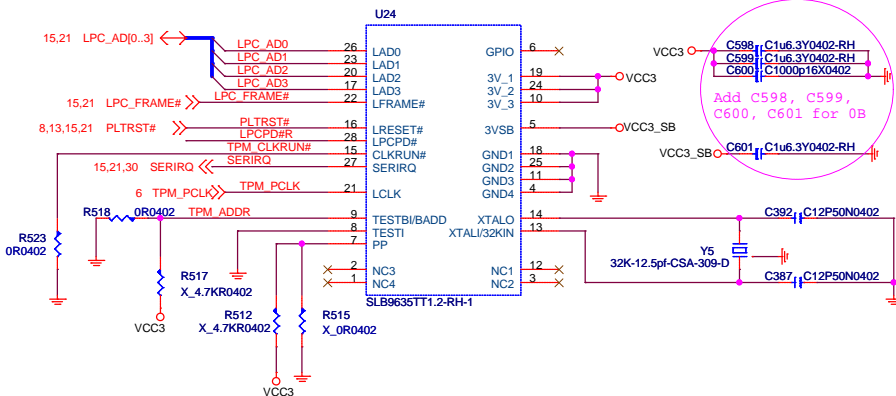 U24
15,21 LPC_AD[0..3]
LPC_AD0 26 LAD0
LPC_AD1 23 LAD1
LPC_AD2 20 LAD2
LPC_AD3 17 LAD3
15,21 LPC_FRAME# LPC_FRAME# 22 LFRAME#
8,13,15,21 PLTRST# PLTRST# 16 LRESET#
LPCPD#R 28 LPCPD#
TPM_CLKRUN# 15 CLKRUN#
15,21,30 SERIRQ SERIRQ 27 SERIRQ
6 TPM_PCLK TPM_PCLK 21 LCLK
R518 0R0402 TPM_ADDR 9 TESTBI/BADD
8 TESTI
7 PP
2 NC3
1 NC4
R523
0R0402
R517
X_4.7KR0402
VCC3
R512
X_4.7KR0402
VCC3
R515
X_0R0402
SLB9635TT1.2-RH-1
GPIO 6
3V_1 19 VCC3
3V_2 24
3V_3 10
3VSB 5 VCC3_SB
GND1 18
GND2 25
GND3 11
GND4 4
XTALO 14
XTALI/32KIN 13
NC1 12
NC2 3
C392 C12P50N0402
Y5
32K-12.5pf-CSA-309-D
C387 C12P50N0402
VCC3 C598 C1u6.3Y0402-RH
C599 C1u6.3Y0402-RH
C600 C1000p16X0402
Add C598, C599,
C600, C601 for 0B
VCC3_SB C601 C1u6.3Y0402-RH